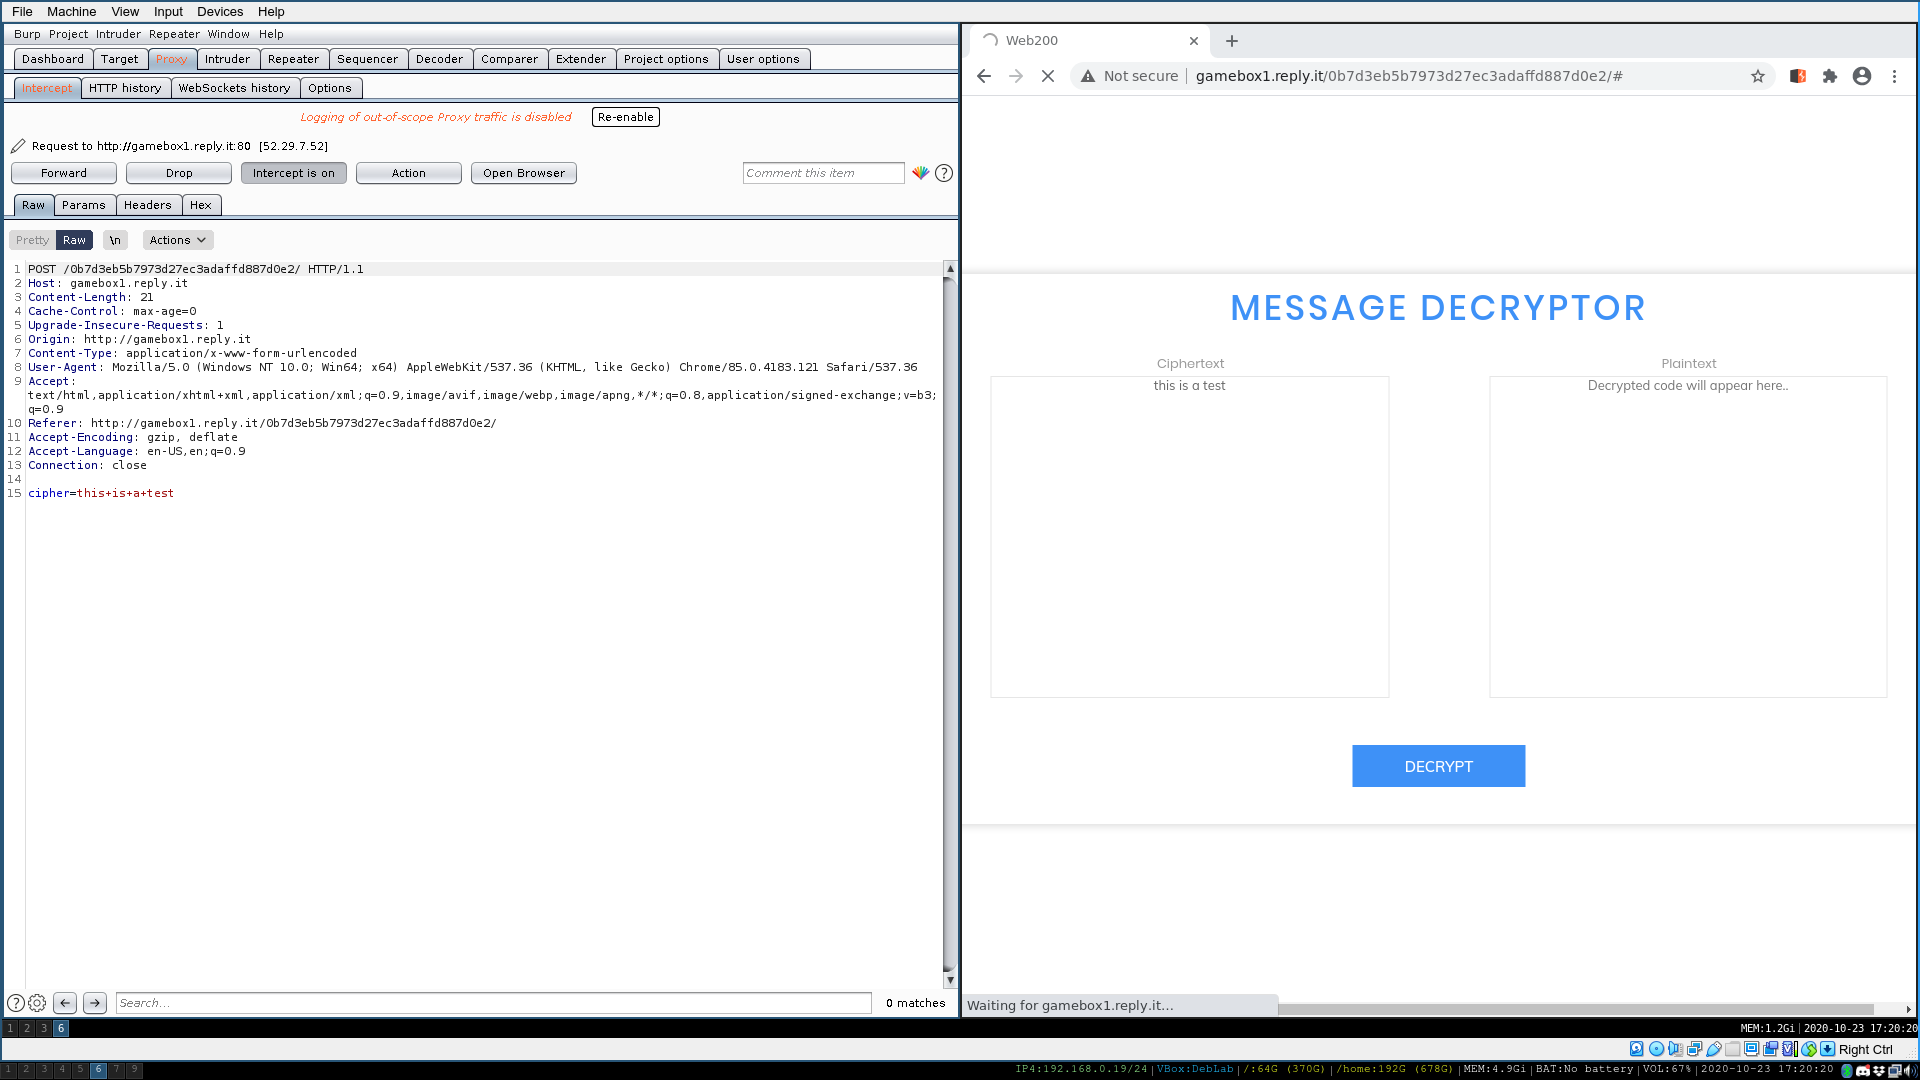 File Machine View Input Devices Help
Burp Project Intruder Repeater Window Help
Dashboard Target Proxy Intruder Repeater Sequencer Decoder Comparer Extender Project options User options
Intercept HTTP history WebSockets history Options
Logging of out-of-scope Proxy traffic is disabled Re-enable
Request to http://gamebox1.reply.it:80 [52.29.7.52]
Forward Drop Intercept is on Action Open Browser Comment this item ?
Raw Params Headers Hex
Pretty Raw \n Actions
1 POST /0b7d3eb5b7973d27ec3adaffd887d0e2/ HTTP/1.1
2 Host: gamebox1.reply.it
3 Content-Length: 21
4 Cache-Control: max-age=0
5 Upgrade-Insecure-Requests: 1
6 Origin: http://gamebox1.reply.it
7 Content-Type: application/x-www-form-urlencoded
8 User-Agent: Mozilla/5.0 (Windows NT 10.0; Win64; x64) AppleWebKit/537.36 (KHTML, like Gecko) Chrome/85.0.4183.121 Safari/537.36
9 Accept:
text/html,application/xhtml+xml,application/xml;q=0.9,image/avif,image/webp,image/apng,*/*;q=0.8,application/signed-exchange;v=b3;
q=0.9
10 Referer: http://gamebox1.reply.it/0b7d3eb5b7973d27ec3adaffd887d0e2/
11 Accept-Encoding: gzip, deflate
12 Accept-Language: en-US,en;q=0.9
13 Connection: close
14
15 cipher=this+is+a+test
? Search... 0 matches
Web200
Not secure gamebox1.reply.it/0b7d3eb5b7973d27ec3adaffd887d0e2/#
MESSAGE DECRYPTOR
Ciphertext Plaintext
this is a test Decrypted code will appear here..
DECRYPT
Waiting for gamebox1.reply.it...
1 2 3 6 MEM:1.2Gi|2020-10-23 17:20:20
Right Ctrl
1 2 3 4 5 6 7 9 IP4:192.168.0.19/24|VBox:DebLab|/:64G (370G)|/home:192G (678G)|MEM:4.9Gi|BAT:No battery|VOL:67%|2020-10-23 17:20:20